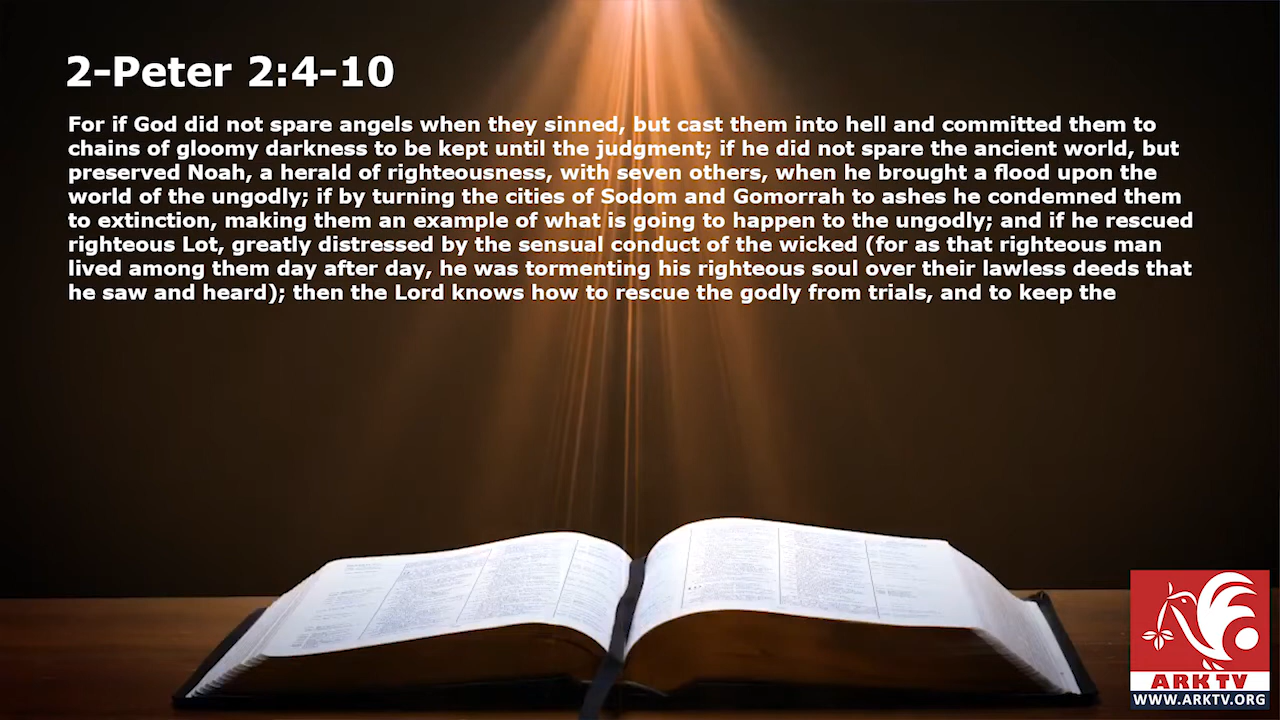 2-Peter 2:4-10
For if God did not spare angels when they sinned, but cast them into hell and committed them to
chains of gloomy darkness to be kept until the judgment; if he did not spare the ancient world, but
preserved Noah, a herald of righteousness, with seven others, when he brought a flood upon the
world of the ungodly; if by turning the cities of Sodom and Gomorrah to ashes he condemned them
to extinction, making them an example of what is going to happen to the ungodly; and if he rescued
righteous Lot, greatly distressed by the sensual conduct of the wicked (for as that righteous man
lived among them day after day, he was tormenting his righteous soul over their lawless deeds that
he saw and heard); then the Lord knows how to rescue the godly from trials, and to keep the
ARK TV
WWW.ARKTV.ORG